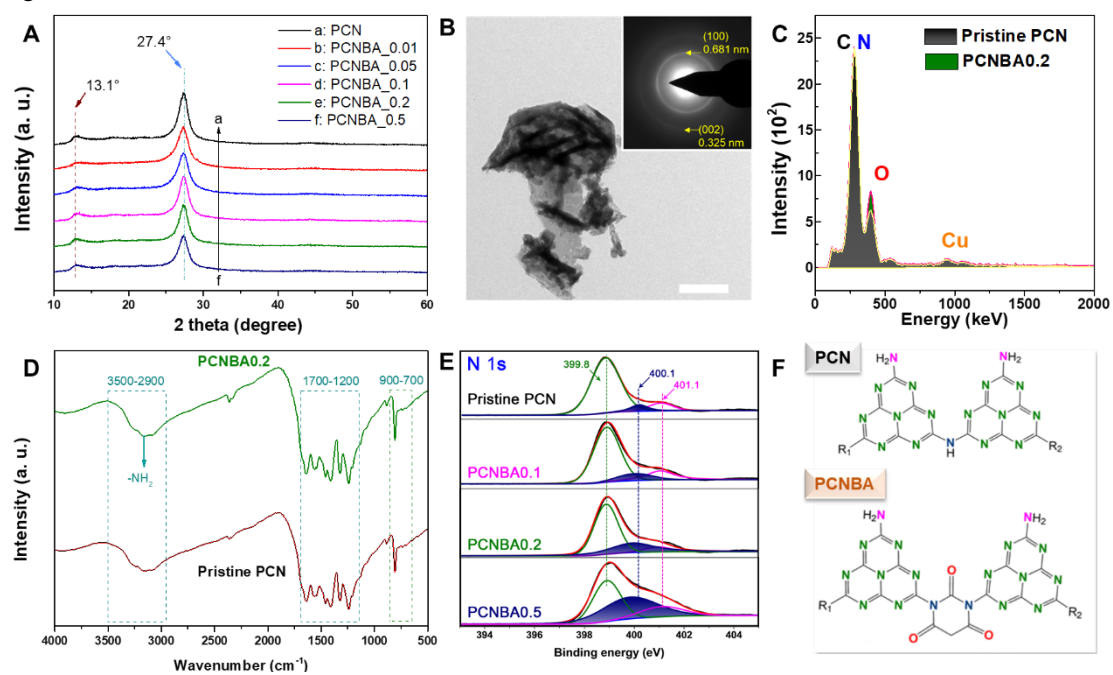 A
27.4°
13.1°
a: PCN
b: PCNBA_0.01
c: PCNBA_0.05
d: PCNBA_0.1
e: PCNBA_0.2
f: PCNBA_0.5
a
f
Intensity (a. u.)
10 20 30 40 50 60
2 theta (degree)
B
(100)
0.681 nm
(002)
0.325 nm
C
C N
O
Cu
Pristine PCN
PCNBA0.2
Intensity (10²)
25
20
15
10
5
0
0 500 1000 1500 2000
Energy (keV)
D
PCNBA0.2
3500-2900
1700-1200
900-700
-NH₂
Pristine PCN
Intensity (a. u.)
4000 3500 3000 2500 2000 1500 1000 500
Wavenumber (cm⁻¹)
E
N 1s
399.8
400.1
401.1
Pristine PCN
PCNBA0.1
PCNBA0.2
PCNBA0.5
Intensity (a. u.)
394 396 398 400 402 404
Binding energy (eV)
F
PCN
H₂N
NH₂
N N N N
N N N N
N N N N
R₁ N N R₂
H
PCNBA
H₂N
NH₂
N N N N
N N O N N
N N N N N N
R₁ N N R₂
O O